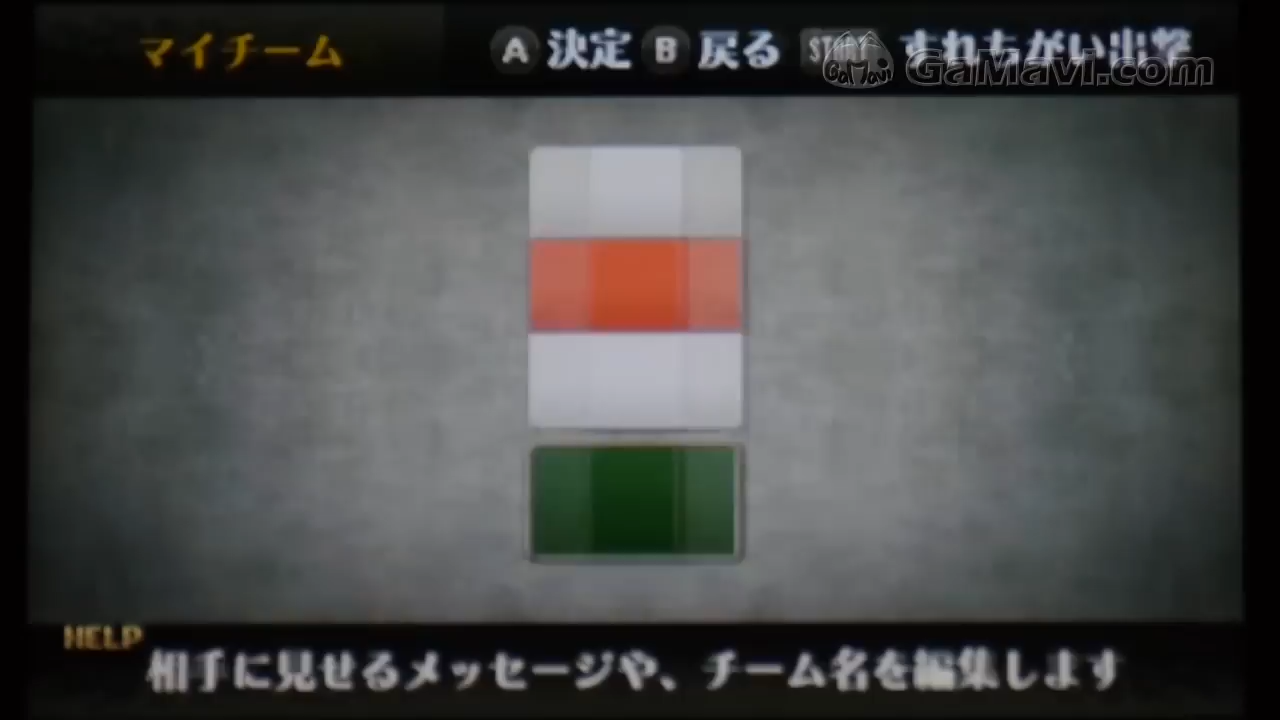 マイチーム
A 決定 B 戻る START すれちがい出撃
GaMavi GaMavi.com
HELP
相手に見せるメッセージや、チーム名を編集します